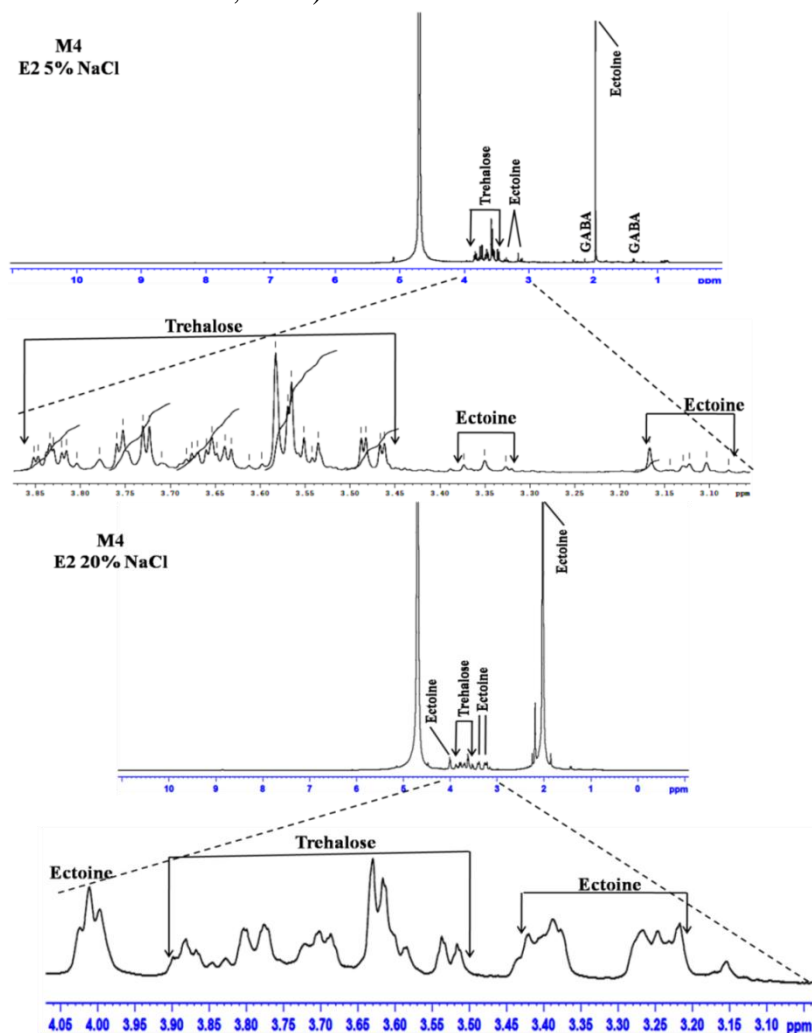 M4
E2 5% NaCl
Ectoine
Trehalose
Ectoine
GABA
GABA
10 9 8 7 6 5 4 3 2 1 ppm
Trehalose
Ectoine
Ectoine
3.85 3.80 3.75 3.70 3.65 3.60 3.55 3.50 3.45 3.40 3.35 3.30 3.25 3.20 3.15 3.10 ppm
M4
E2 20% NaCl
Ectoine
Ectoine
Trehalose
Ectoine
10 9 8 7 6 5 4 3 2 1 0 ppm
Trehalose
Ectoine
Ectoine
4.05 4.00 3.95 3.90 3.85 3.80 3.75 3.70 3.65 3.60 3.55 3.50 3.45 3.40 3.35 3.30 3.25 3.20 3.15 3.10 ppm